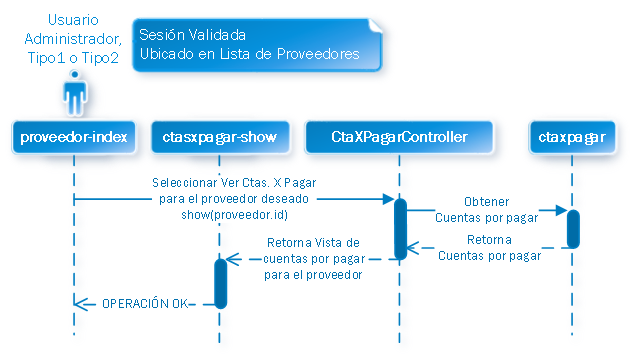 Usuario
Administrador,
Tipo1 o Tipo2
Sesión Validada
Ubicado en Lista de Proveedores
proveedor-index
ctasxpagar-show
CtaXPagarController
ctaxpagar
Seleccionar Ver Ctas. X Pagar
para el proveedor deseado
show(proveedor.id)
Obtener
Cuentas por pagar
Retorna
Cuentas por pagar
Retorna Vista de
cuentas por pagar
para el proveedor
OPERACIÓN OK